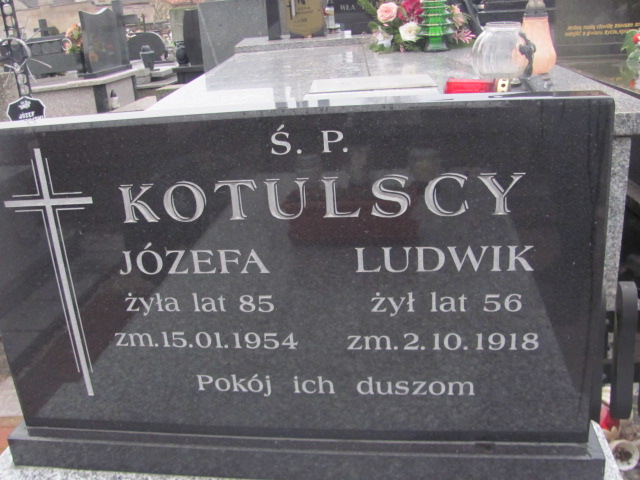 Ś. P.
KOTULSCY
JÓZEFA LUDWIK
żyła lat 85 żył lat 56
zm.15.01.1954 zm.2.10.1918
Pokój ich duszom